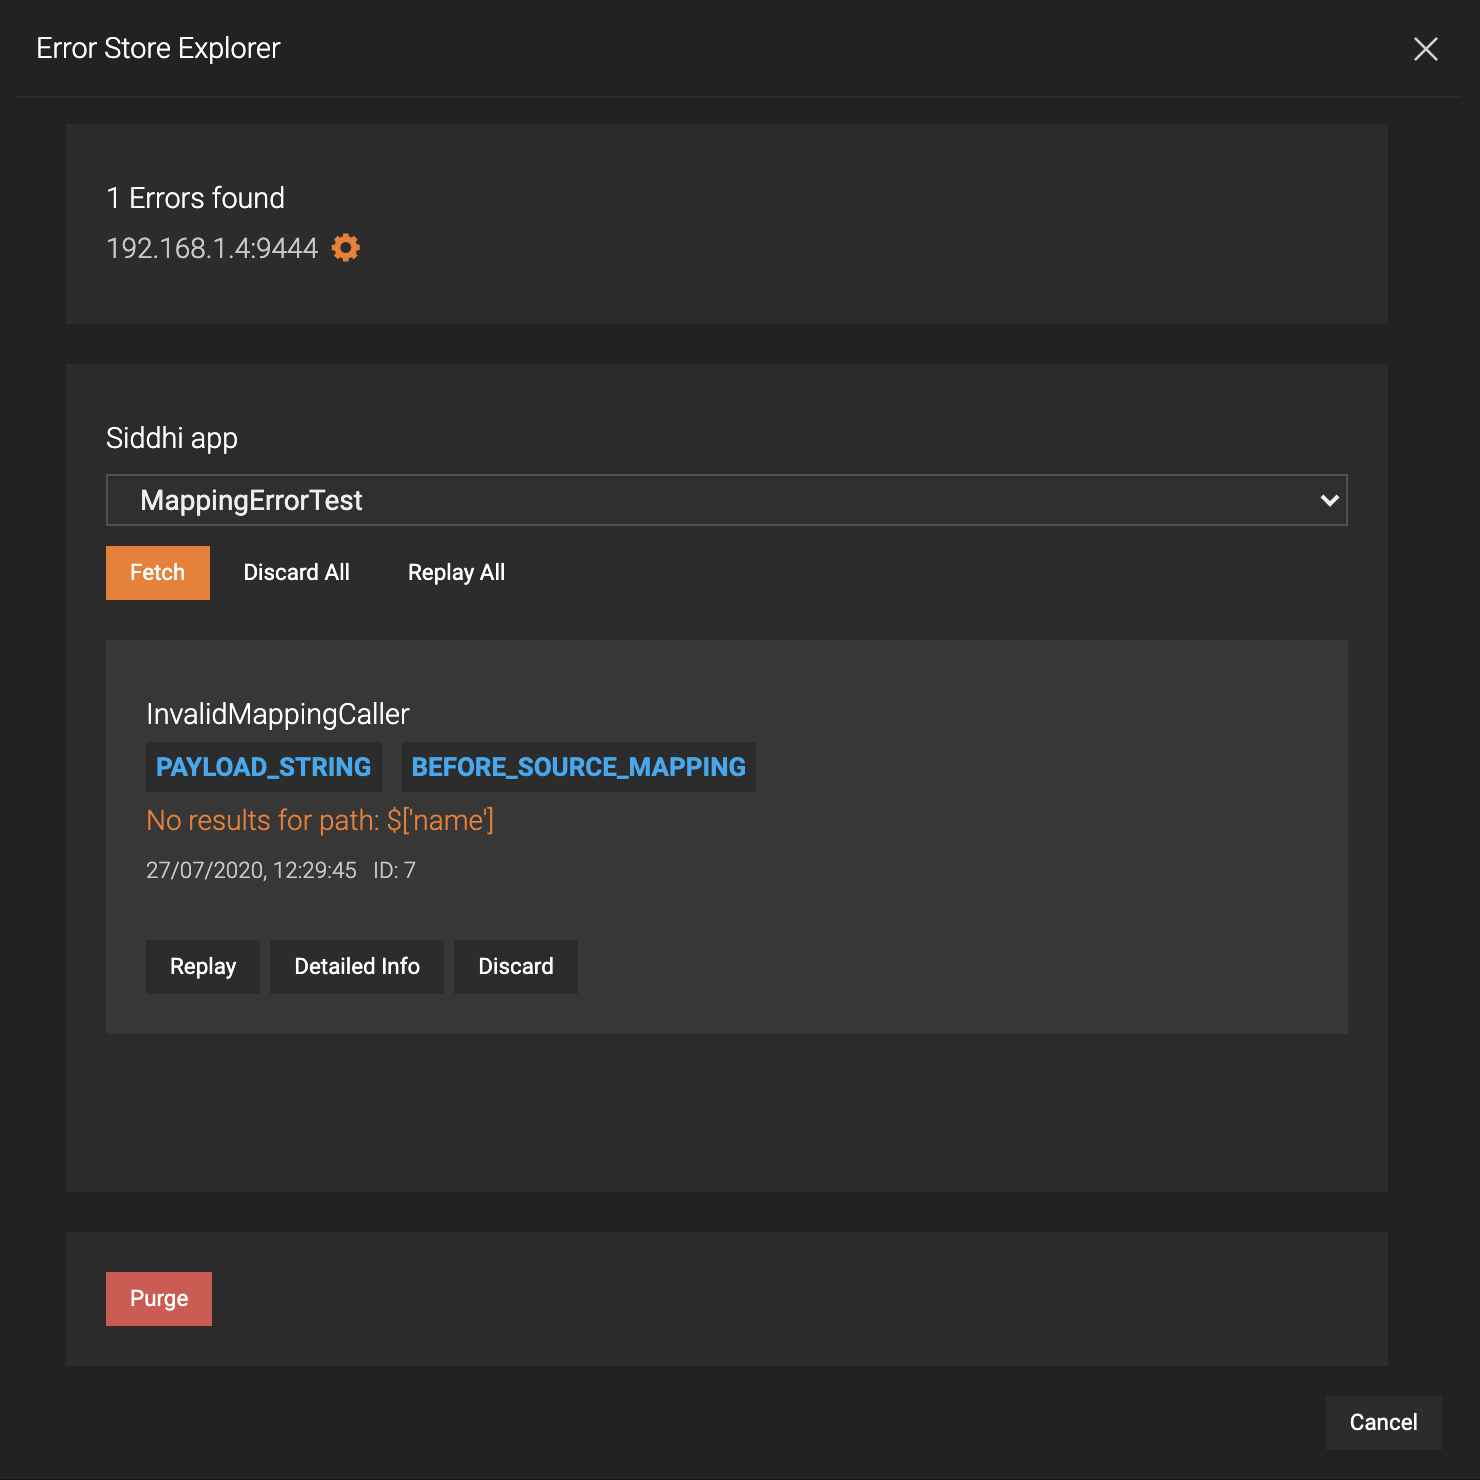 Error Store Explorer
1 Errors found
192.168.1.4:9444
Siddhi app
MappingErrorTest
Fetch Discard All Replay All
InvalidMappingCaller
PAYLOAD_STRING BEFORE_SOURCE_MAPPING
No results for path: $['name']
27/07/2020, 12:29:45 ID: 7
Replay Detailed Info Discard
Purge
Cancel